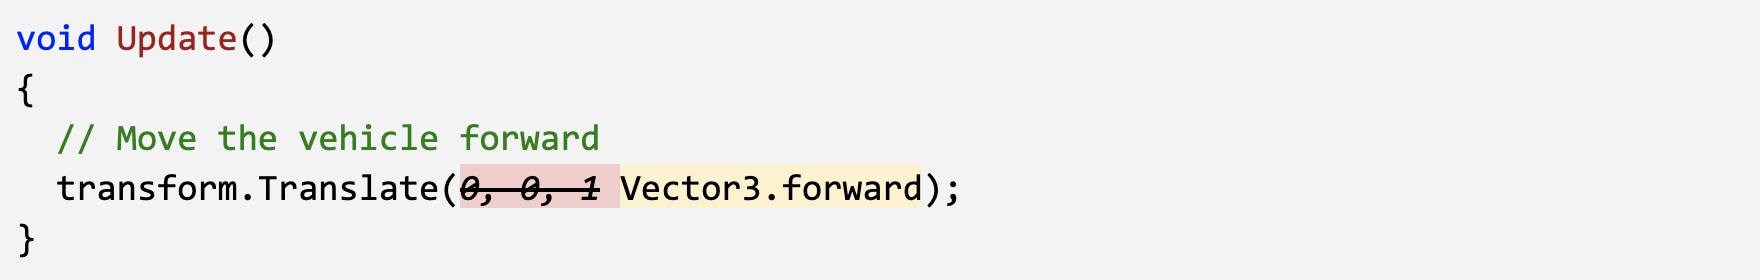 void Update()
{
// Move the vehicle forward
transform.Translate(0, 0, 1 Vector3.forward);
}